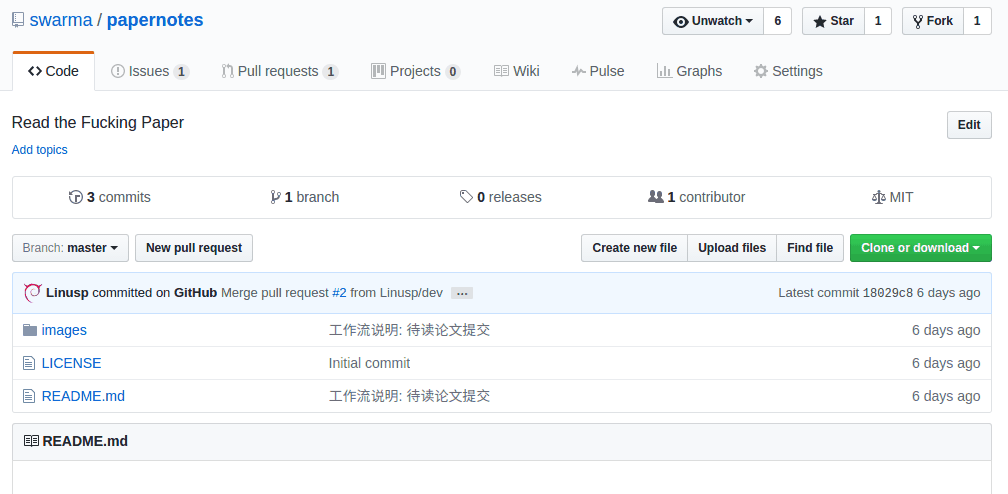 swarma / papernotes Unwatch 6 Star 1 Fork 1
Code Issues 1 Pull requests 1 Projects 0 Wiki Pulse Graphs Settings
Read the Fucking Paper Edit
Add topics
3 commits 1 branch 0 releases 1 contributor MIT
Branch: master New pull request Create new file Upload files Find file Clone or download
Linusp committed on GitHub Merge pull request #2 from Linusp/dev ... Latest commit 18029c8 6 days ago
images 工作流说明: 待读论文提交 6 days ago
LICENSE Initial commit 6 days ago
README.md 工作流说明: 待读论文提交 6 days ago
README.md